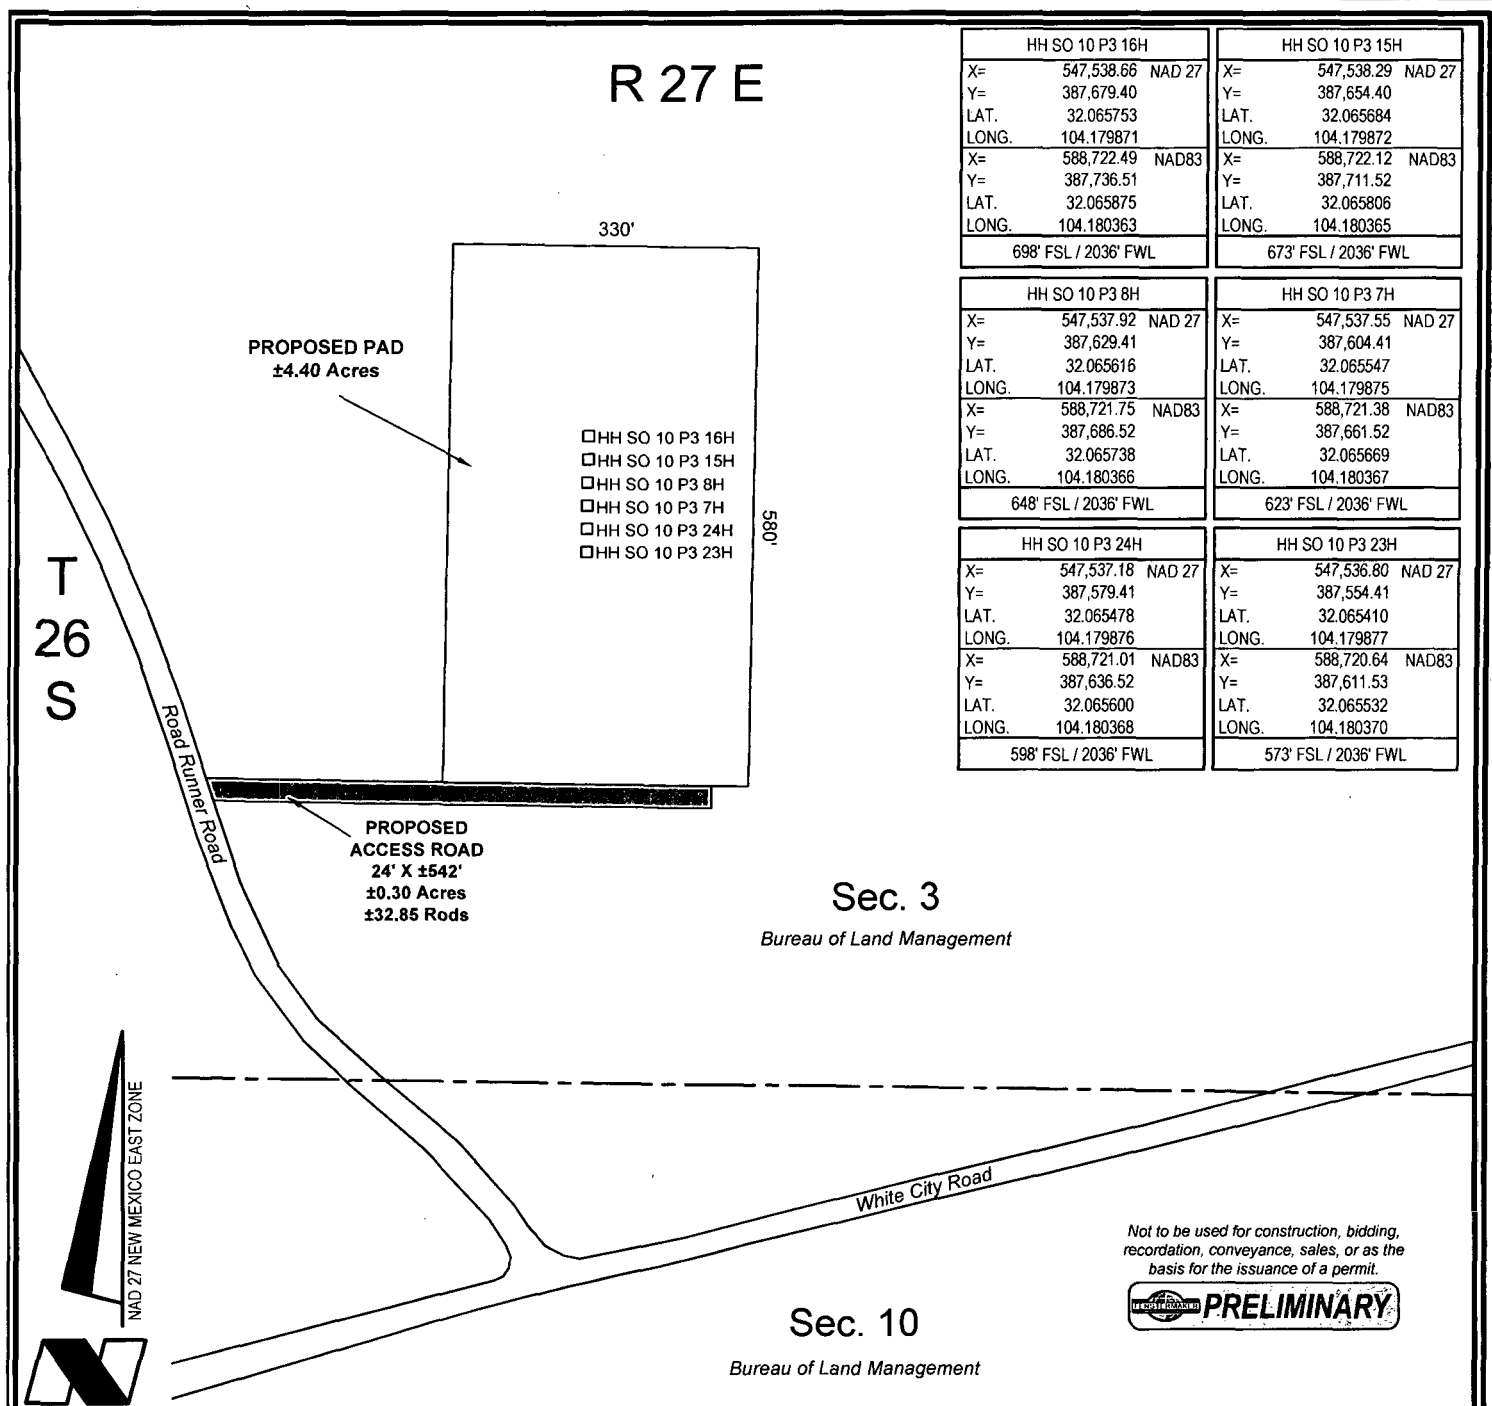 R 27 E
HH SO 10 P3 16H
X= 547,538.66 NAD 27
Y= 387,679.40
LAT. 32.065753
LONG. 104.179871
X= 588,722.49 NAD83
Y= 387,736.51
LAT. 32.065875
LONG. 104.180363
698' FSL / 2036' FWL
HH SO 10 P3 15H
X= 547,538.29 NAD 27
Y= 387,654.40
LAT. 32.065684
LONG. 104.179872
X= 588,722.12 NAD83
Y= 387,711.52
LAT. 32.065806
LONG. 104.180365
673' FSL / 2036' FWL
HH SO 10 P3 8H
X= 547,537.92 NAD 27
Y= 387,629.41
LAT. 32.065616
LONG. 104.179873
X= 588,721.75 NAD83
Y= 387,686.52
LAT. 32.065738
LONG. 104.180366
648' FSL / 2036' FWL
HH SO 10 P3 7H
X= 547,537.55 NAD 27
Y= 387,604.41
LAT. 32.065547
LONG. 104.179875
X= 588,721.38 NAD83
Y= 387,661.52
LAT. 32.065669
LONG. 104.180367
623' FSL / 2036' FWL
HH SO 10 P3 24H
X= 547,537.18 NAD 27
Y= 387,579.41
LAT. 32.065478
LONG. 104.179876
X= 588,721.01 NAD83
Y= 387,636.52
LAT. 32.065600
LONG. 104.180368
598' FSL / 2036' FWL
HH SO 10 P3 23H
X= 547,536.80 NAD 27
Y= 387,554.41
LAT. 32.065410
LONG. 104.179877
X= 588,720.64 NAD83
Y= 387,611.53
LAT. 32.065532
LONG. 104.180370
573' FSL / 2036' FWL
330'
PROPOSED PAD
±4.40 Acres
HH SO 10 P3 16H
HH SO 10 P3 15H
HH SO 10 P3 8H
HH SO 10 P3 7H
HH SO 10 P3 24H
HH SO 10 P3 23H
580'
T
26
S
Road Runner Road
PROPOSED
ACCESS ROAD
24' X ±542'
±0.30 Acres
±32.85 Rods
Sec. 3
Bureau of Land Management
NAD 27 NEW MEXICO EAST ZONE
White City Road
Not to be used for construction, bidding,
recordation, conveyance, sales, or as the
basis for the issuance of a permit.
FENSTERMAKER
PRELIMINARY
Sec. 10
Bureau of Land Management